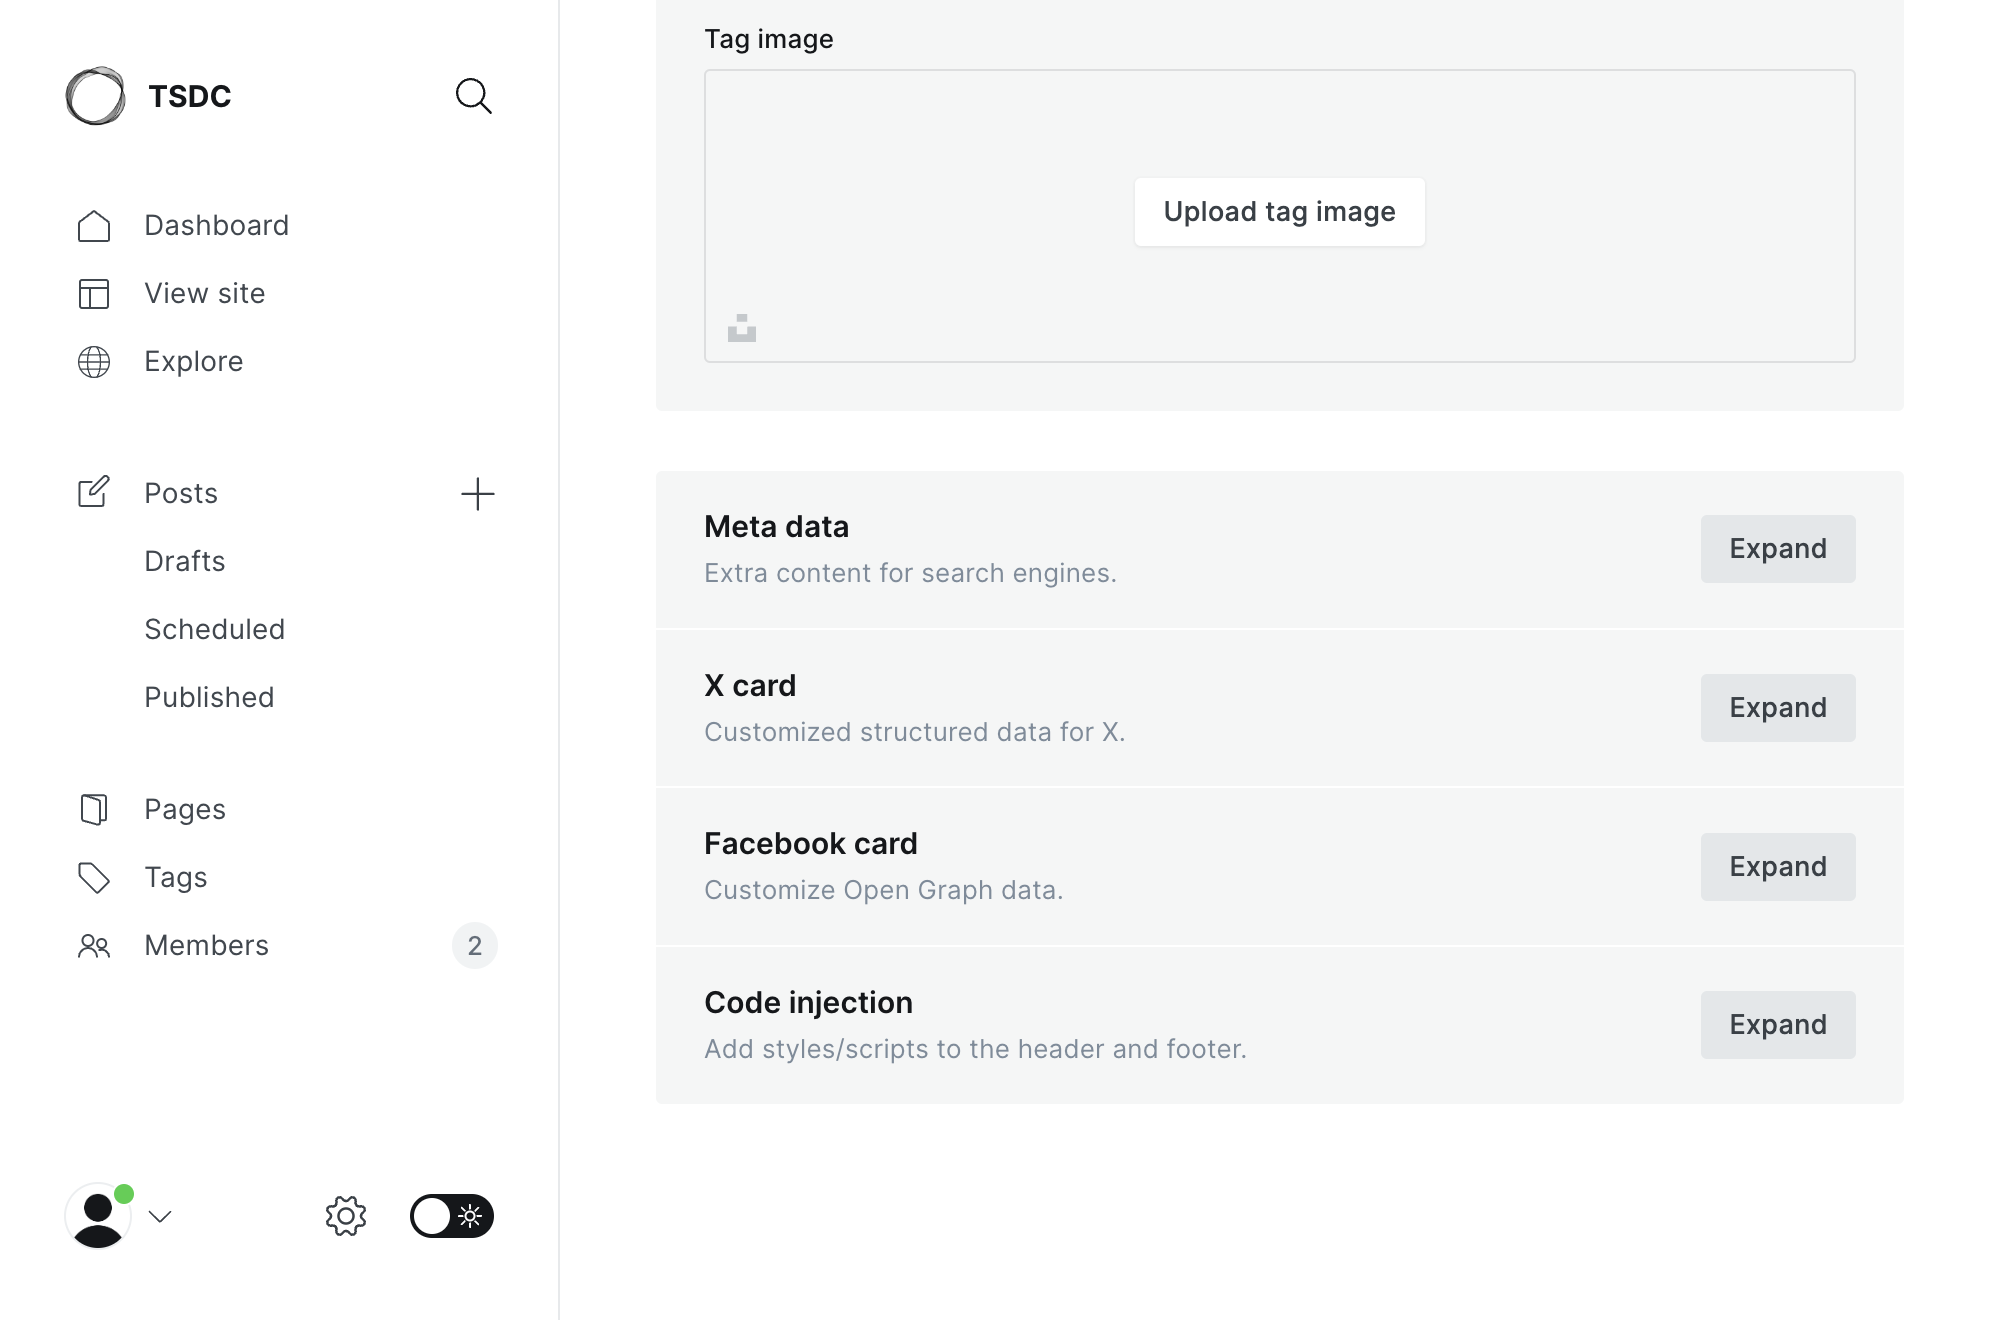 TSDC
Dashboard
View site
Explore
Posts
Drafts
Scheduled
Published
Pages
Tags
Members
2
Tag image
Upload tag image
Meta data
Extra content for search engines.
Expand
X card
Customized structured data for X.
Expand
Facebook card
Customize Open Graph data.
Expand
Code injection
Add styles/scripts to the header and footer.
Expand